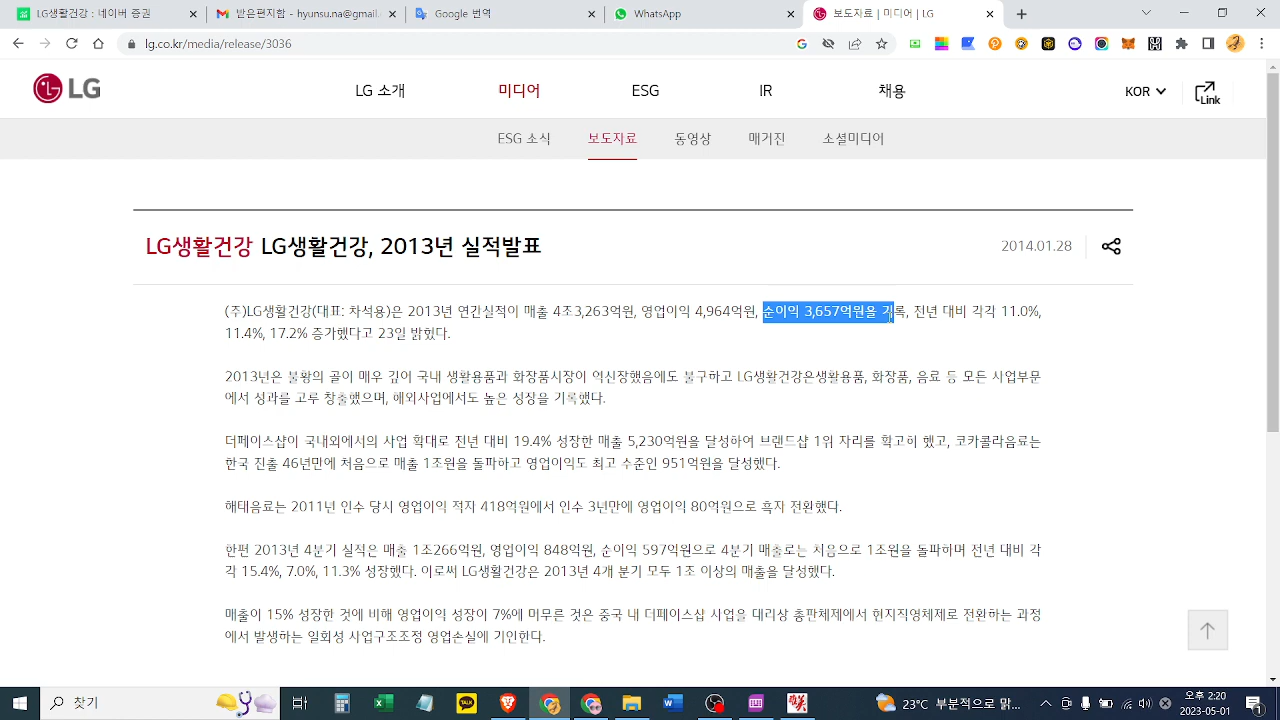 LG생활건강 : 네이버 증권
받은편지함 - hyunsu.na@gmail.
Google 번역
WhatsApp
보도자료 | 미디어 | LG
lg.co.kr/media/release/3036
LG
LG 소개
미디어
ESG
IR
채용
KOR
Link
ESG 소식
보도자료
동영상
매거진
소셜미디어
LG생활건강 LG생활건강, 2013년 실적발표
2014.01.28
(주)LG생활건강(대표: 차석용)은 2013년 연간실적이 매출 4조3,263억원, 영업이익 4,964억원, 순이익 3,657억원을 기록, 전년 대비 각각 11.0%,
11.4%, 17.2% 증가했다고 23일 밝혔다.
2013년은 불황의 골이 매우 깊어 국내 생활용품과 화장품시장이 역신장했음에도 불구하고 LG생활건강은생활용품, 화장품, 음료 등 모든 사업부문
에서 성과를 고루 창출했으며, 해외사업에서도 높은 성장을 기록했다.
더페이스샵이 국내외에서의 사업 확대로 전년 대비 19.4% 성장한 매출 5,230억원을 달성하여 브랜드샵 1위 자리를 확고히 했고, 코카콜라음료는
한국 진출 46년만에 처음으로 매출 1조원을 돌파하고 영업이익도 최고 수준인 951억원을 달성했다.
해태음료는 2011년 인수 당시 영업이익 적자 418억원에서 인수 3년만에 영업이익 80억원으로 흑자 전환했다.
한편 2013년 4분기 실적은 매출 1조266억원, 영업이익 848억원, 순이익 597억원으로 4분기 매출로는 처음으로 1조원을 돌파하며 전년 대비 각
각 15.4%, 7.0%, 11.3% 성장했다. 이로써 LG생활건강은 2013년 4개 분기 모두 1조 이상의 매출을 달성했다.
매출이 15% 성장한 것에 비해 영업이익 성장이 7%에 머무른 것은 중국 내 더페이스샵 사업을 대리상 총판체제에서 현지직영체제로 전환하는 과정
에서 발생하는 일회성 사업구조조정 영업손실에 기인한다.
찾기
23°C 부분적으로 맑...
오후 2:20
2023-05-01